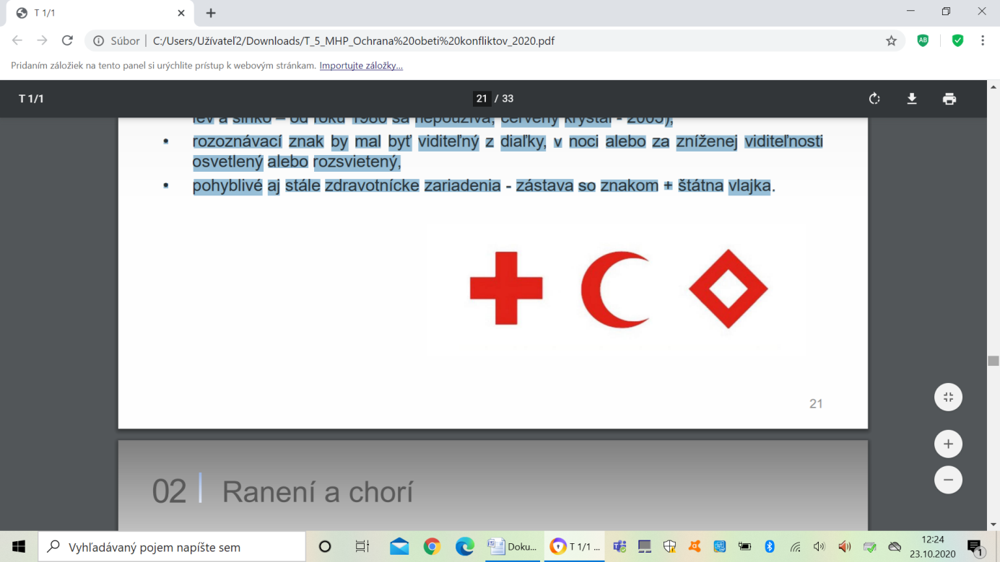 T 1/1
Súbor | C:/Users/Užívateľ2/Downloads/T_5_MHP_Ochrana%20obeti%20konfliktov_2020.pdf
Pridaním záložiek na tento panel si urýchlite prístup k webovým stránkam. Importujte záložky...
T 1/1
21 / 33
lev a slnko – od roku 1980 sa nepoužíva, červený kryštál - 2005),
• rozoznávací znak by mal byť viditeľný z diaľky, v noci alebo za zníženej viditeľnosti
osvetlený alebo rozsvietený,
• pohyblivé aj stále zdravotnícke zariadenia - zástava so znakom + štátna vlajka.
21
02 | Ranení a chorí
Vyhľadávaný pojem napíšte sem
Doku...
T 1/1 ...
12:24
23.10.2020
1
AB